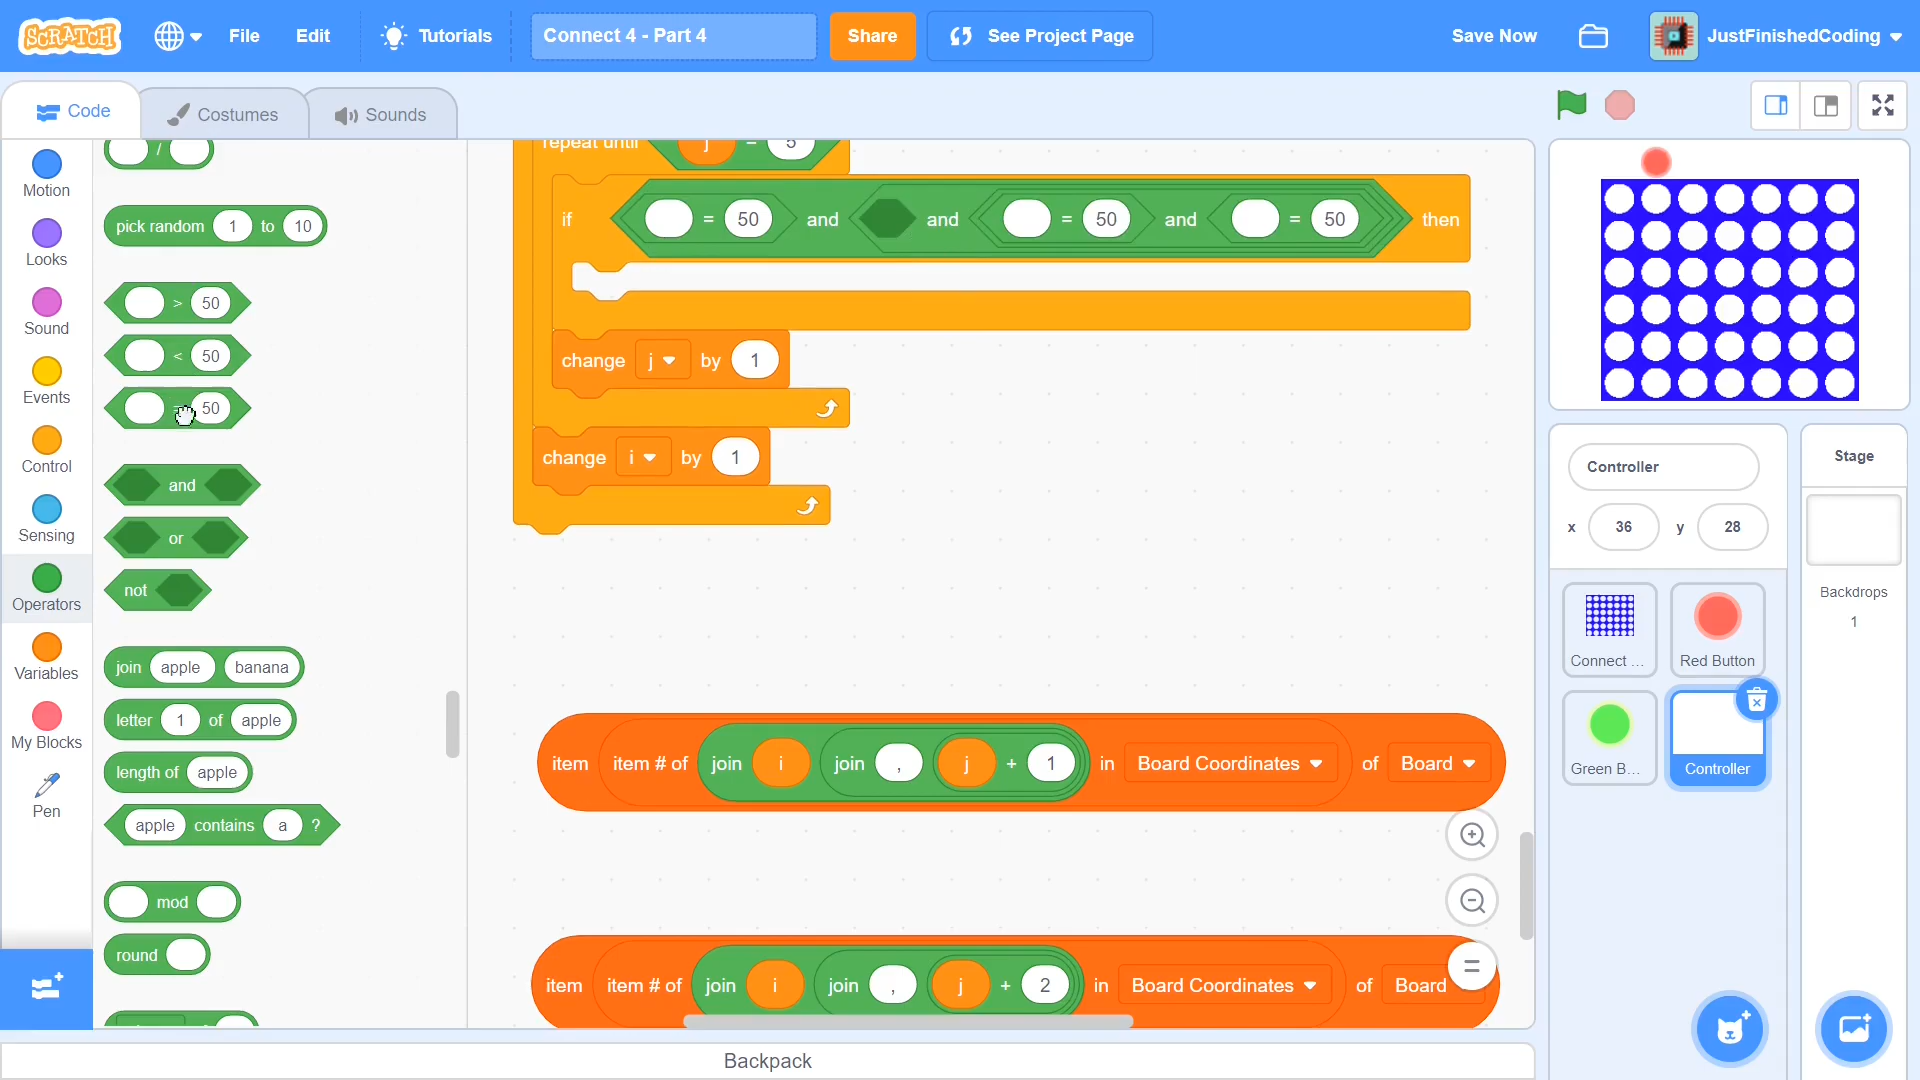 SCRATCH File Edit Tutorials Connect 4 - Part 4 Share See Project Page Save Now JustFinishedCoding
Code Costumes Sounds
Motion
Looks
Sound
Events
Control
Sensing
Operators
Variables
My Blocks
Pen
/
pick random 1 to 10
> 50
< 50
= 50
and
or
not
join apple banana
letter 1 of apple
length of apple
apple contains a ?
mod
round
repeat until j = 5
if = 50 and and = 50 and = 50 then
change j by 1
change i by 1
item item # of join i join , j + 1 in Board Coordinates of Board
item item # of join i join , j + 2 in Board Coordinates of Board
Backpack
Controller
x 36 y 28
Connect ...
Red Button
Green B...
Controller
Stage
Backdrops
1